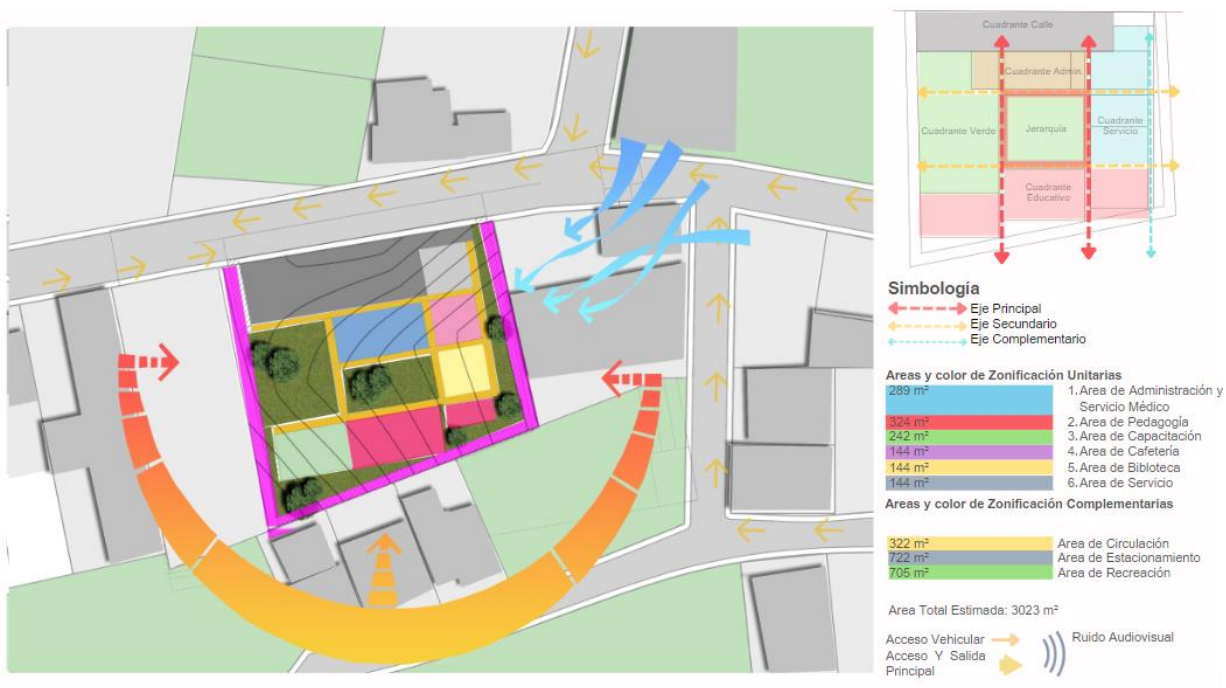 Cuadrante Calle
Cuadrante Admin.
Cuadrante Verde
Jerarquía
Cuadrante
Servicio
Cuadrante
Educativo
Simbología
Eje Principal
Eje Secundario
Eje Complementario
Areas y color de Zonificación Unitarias
289 m² 1.Area de Administración y
Servicio Médico
324 m² 2.Area de Pedagogía
242 m² 3.Area de Capacitación
144 m² 4.Area de Cafetería
144 m² 5.Area de Bibloteca
144 m² 6.Area de Servicio
Areas y color de Zonificación Complementarias
322 m² Area de Circulación
722 m² Area de Estacionamiento
705 m² Area de Recreación
Area Total Estimada: 3023 m²
Acceso Vehicular
Acceso Y Salida
Principal
Ruido Audiovisual